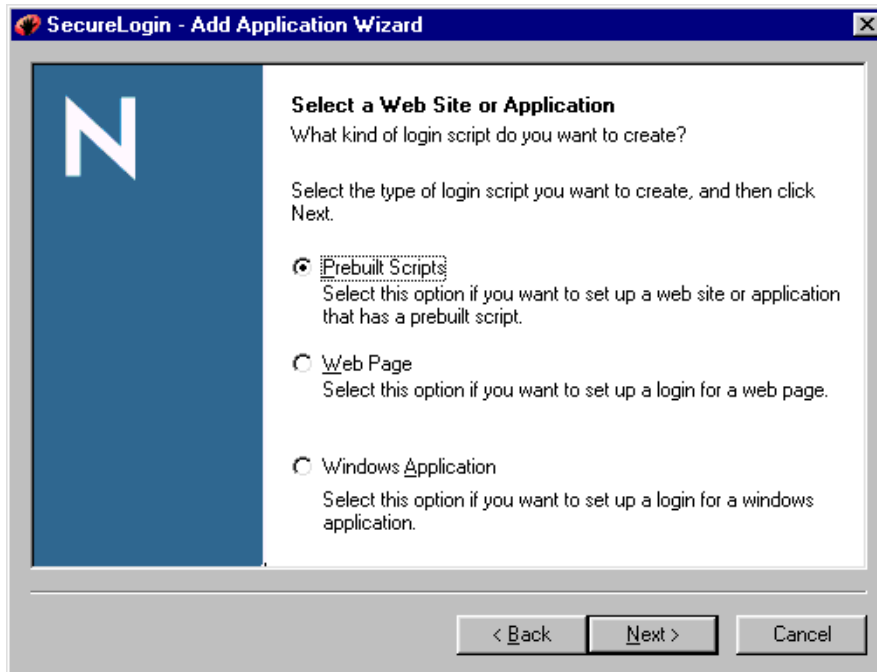 SecureLogin - Add Application Wizard
N
Select a Web Site or Application
What kind of login script do you want to create?
Select the type of login script you want to create, and then click
Next.
Prebuilt Scripts
Select this option if you want to set up a web site or application
that has a prebuilt script.
Web Page
Select this option if you want to set up a login for a web page.
Windows Application
Select this option if you want to set up a login for a windows
application.
< Back Next > Cancel